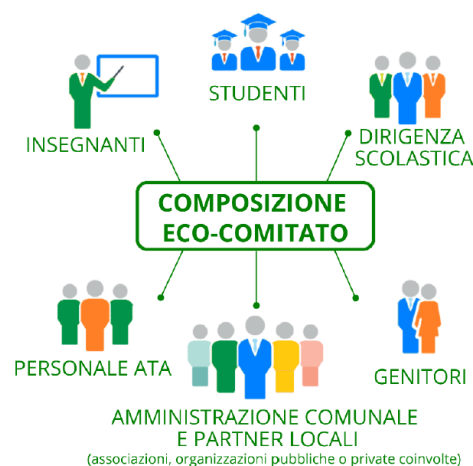 STUDENTI
INSEGNANTI
DIRIGENZA
SCOLASTICA
COMPOSIZIONE
ECO-COMITATO
PERSONALE ATA
GENITORI
AMMINISTRAZIONE COMUNALE
E PARTNER LOCALI
(associazioni, organizzazioni pubbliche o private coinvolte)